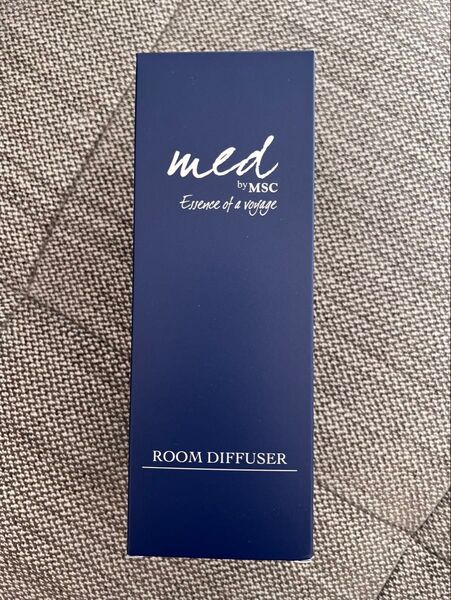 med
by MSC
Essence of a voyage
ROOM DIFFUSER